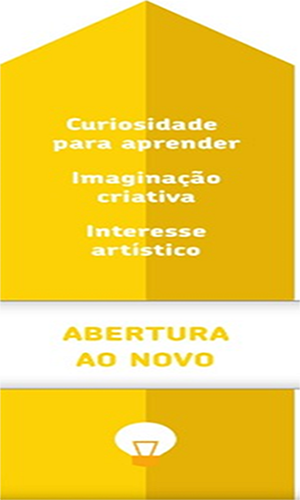 Curiosidade
para aprender
Imaginação
criativa
Interesse
artístico
ABERTURA
AO NOVO